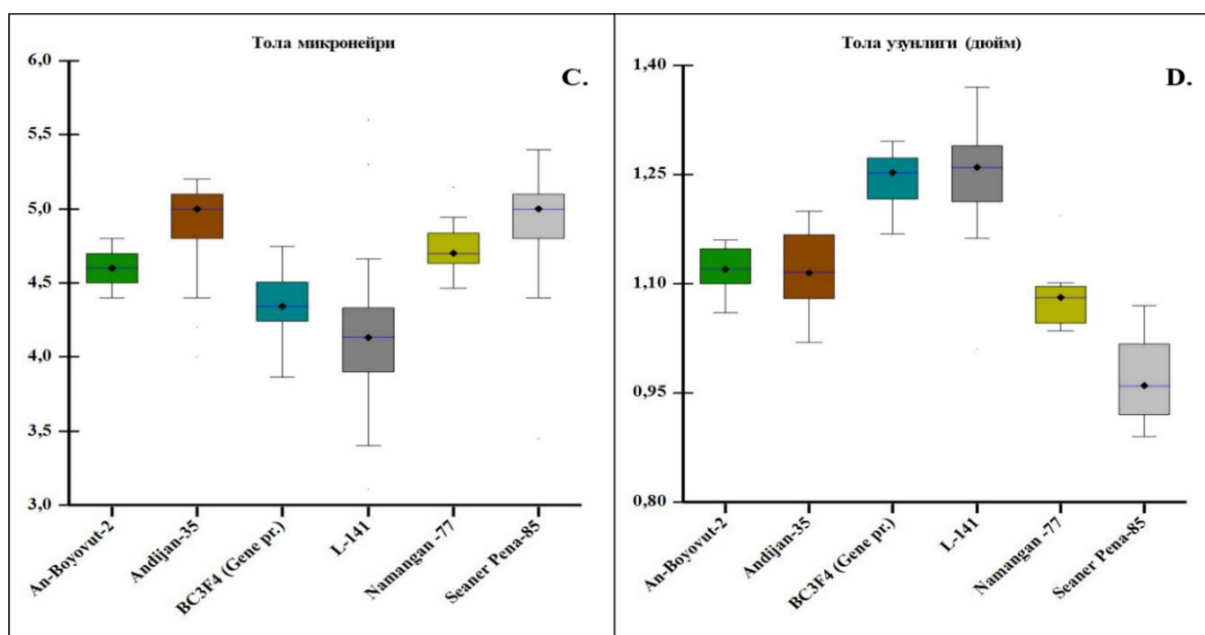 Тола микронейри
C.
6,0
5,5
5,0
4,5
4,0
3,5
3,0
An-Boyovut-2
Andijan-35
BC3F4 (Gene pr.)
L-141
Namangan -77
Seaner Pena-85
Тола узунлиги (дюйм)
D.
1,40
1,25
1,10
0,95
0,80
An-Boyovut-2
Andijan-35
BC3F4 (Gene pr.)
L-141
Namangan -77
Seaner Pena-85